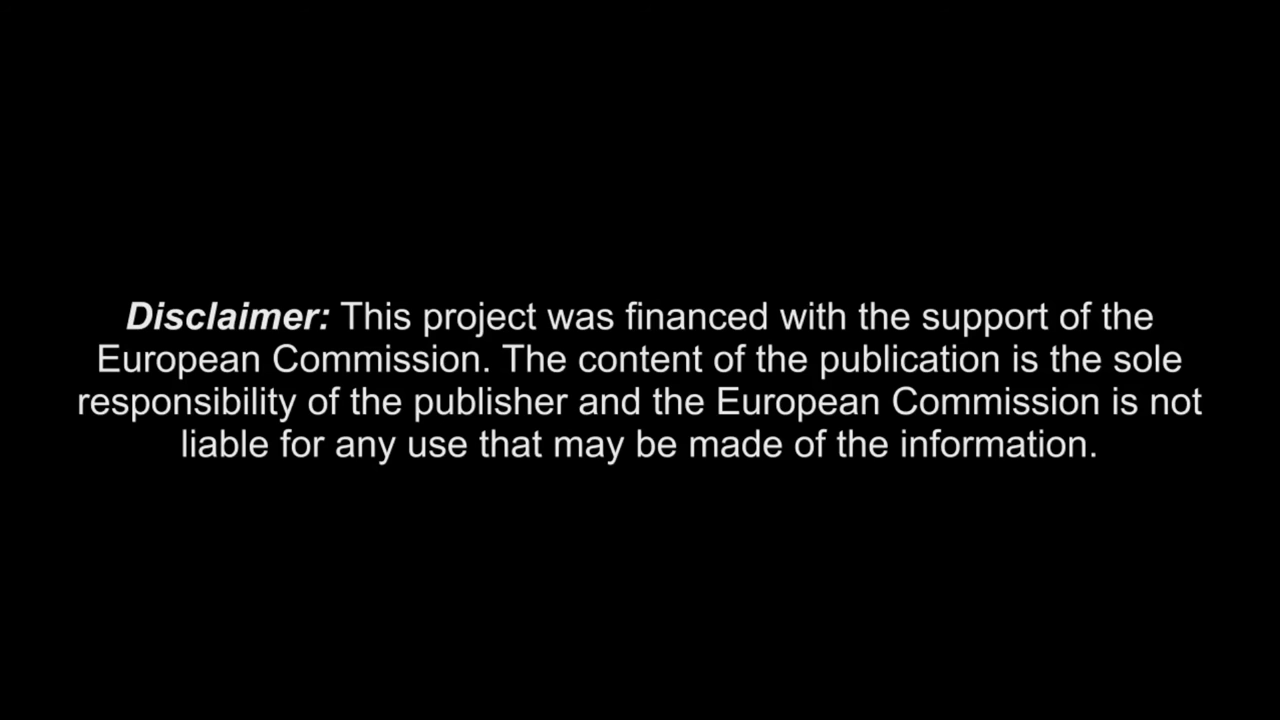 Disclaimer: This project was financed with the support of the
European Commission. The content of the publication is the sole
responsibility of the publisher and the European Commission is not
liable for any use that may be made of the information.